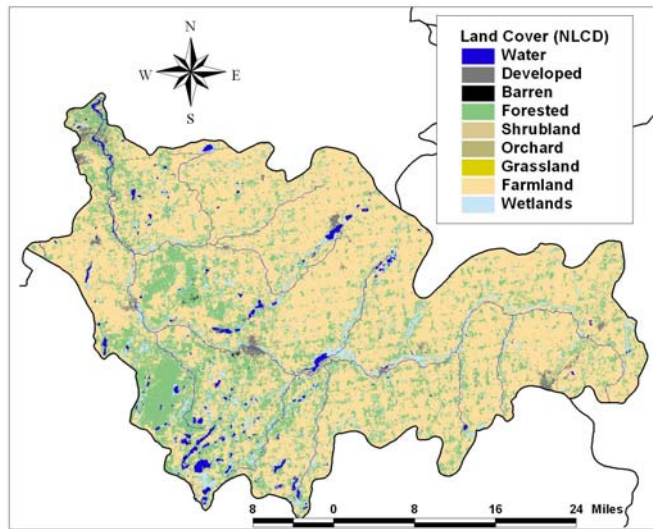 N
W E
S
Land Cover (NLCD)
Water
Developed
Barren
Forested
Shrubland
Orchard
Grassland
Farmland
Wetlands
8 0 8 16 24 Miles